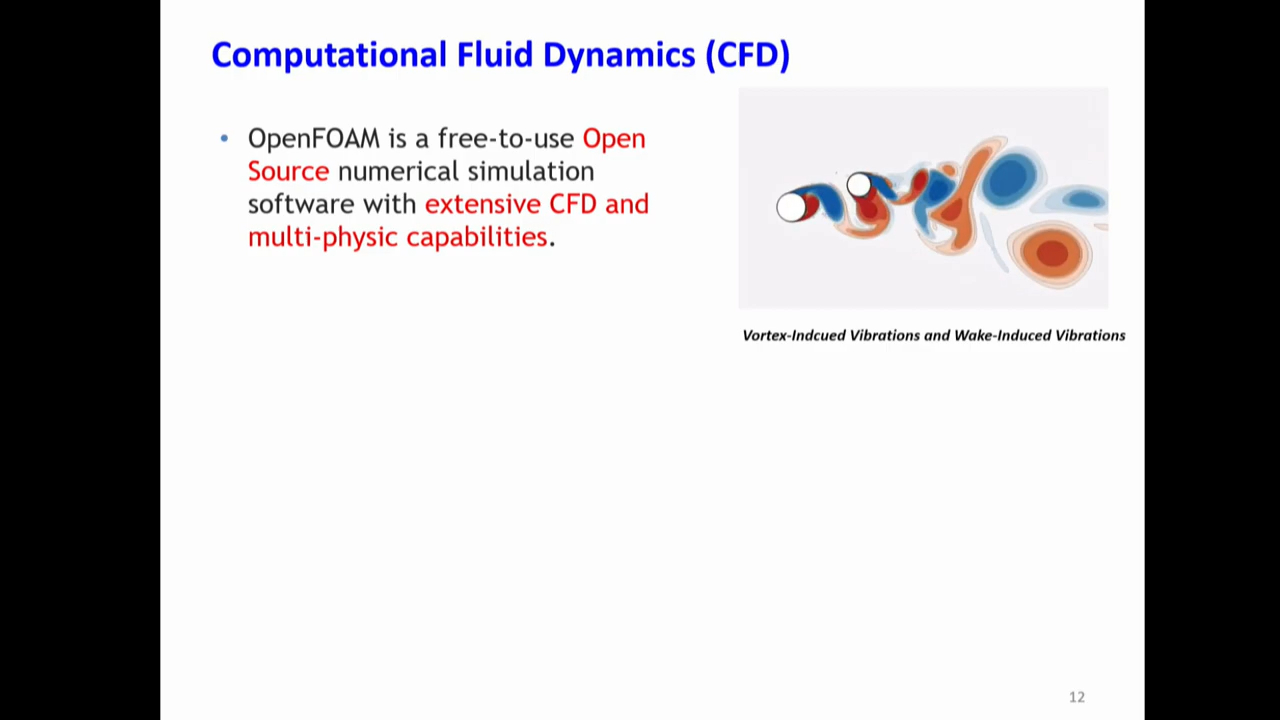 Computational Fluid Dynamics (CFD)
• OpenFOAM is a free-to-use Open
Source numerical simulation
software with extensive CFD and
multi-physic capabilities.
Vortex-Indcued Vibrations and Wake-Induced Vibrations
12